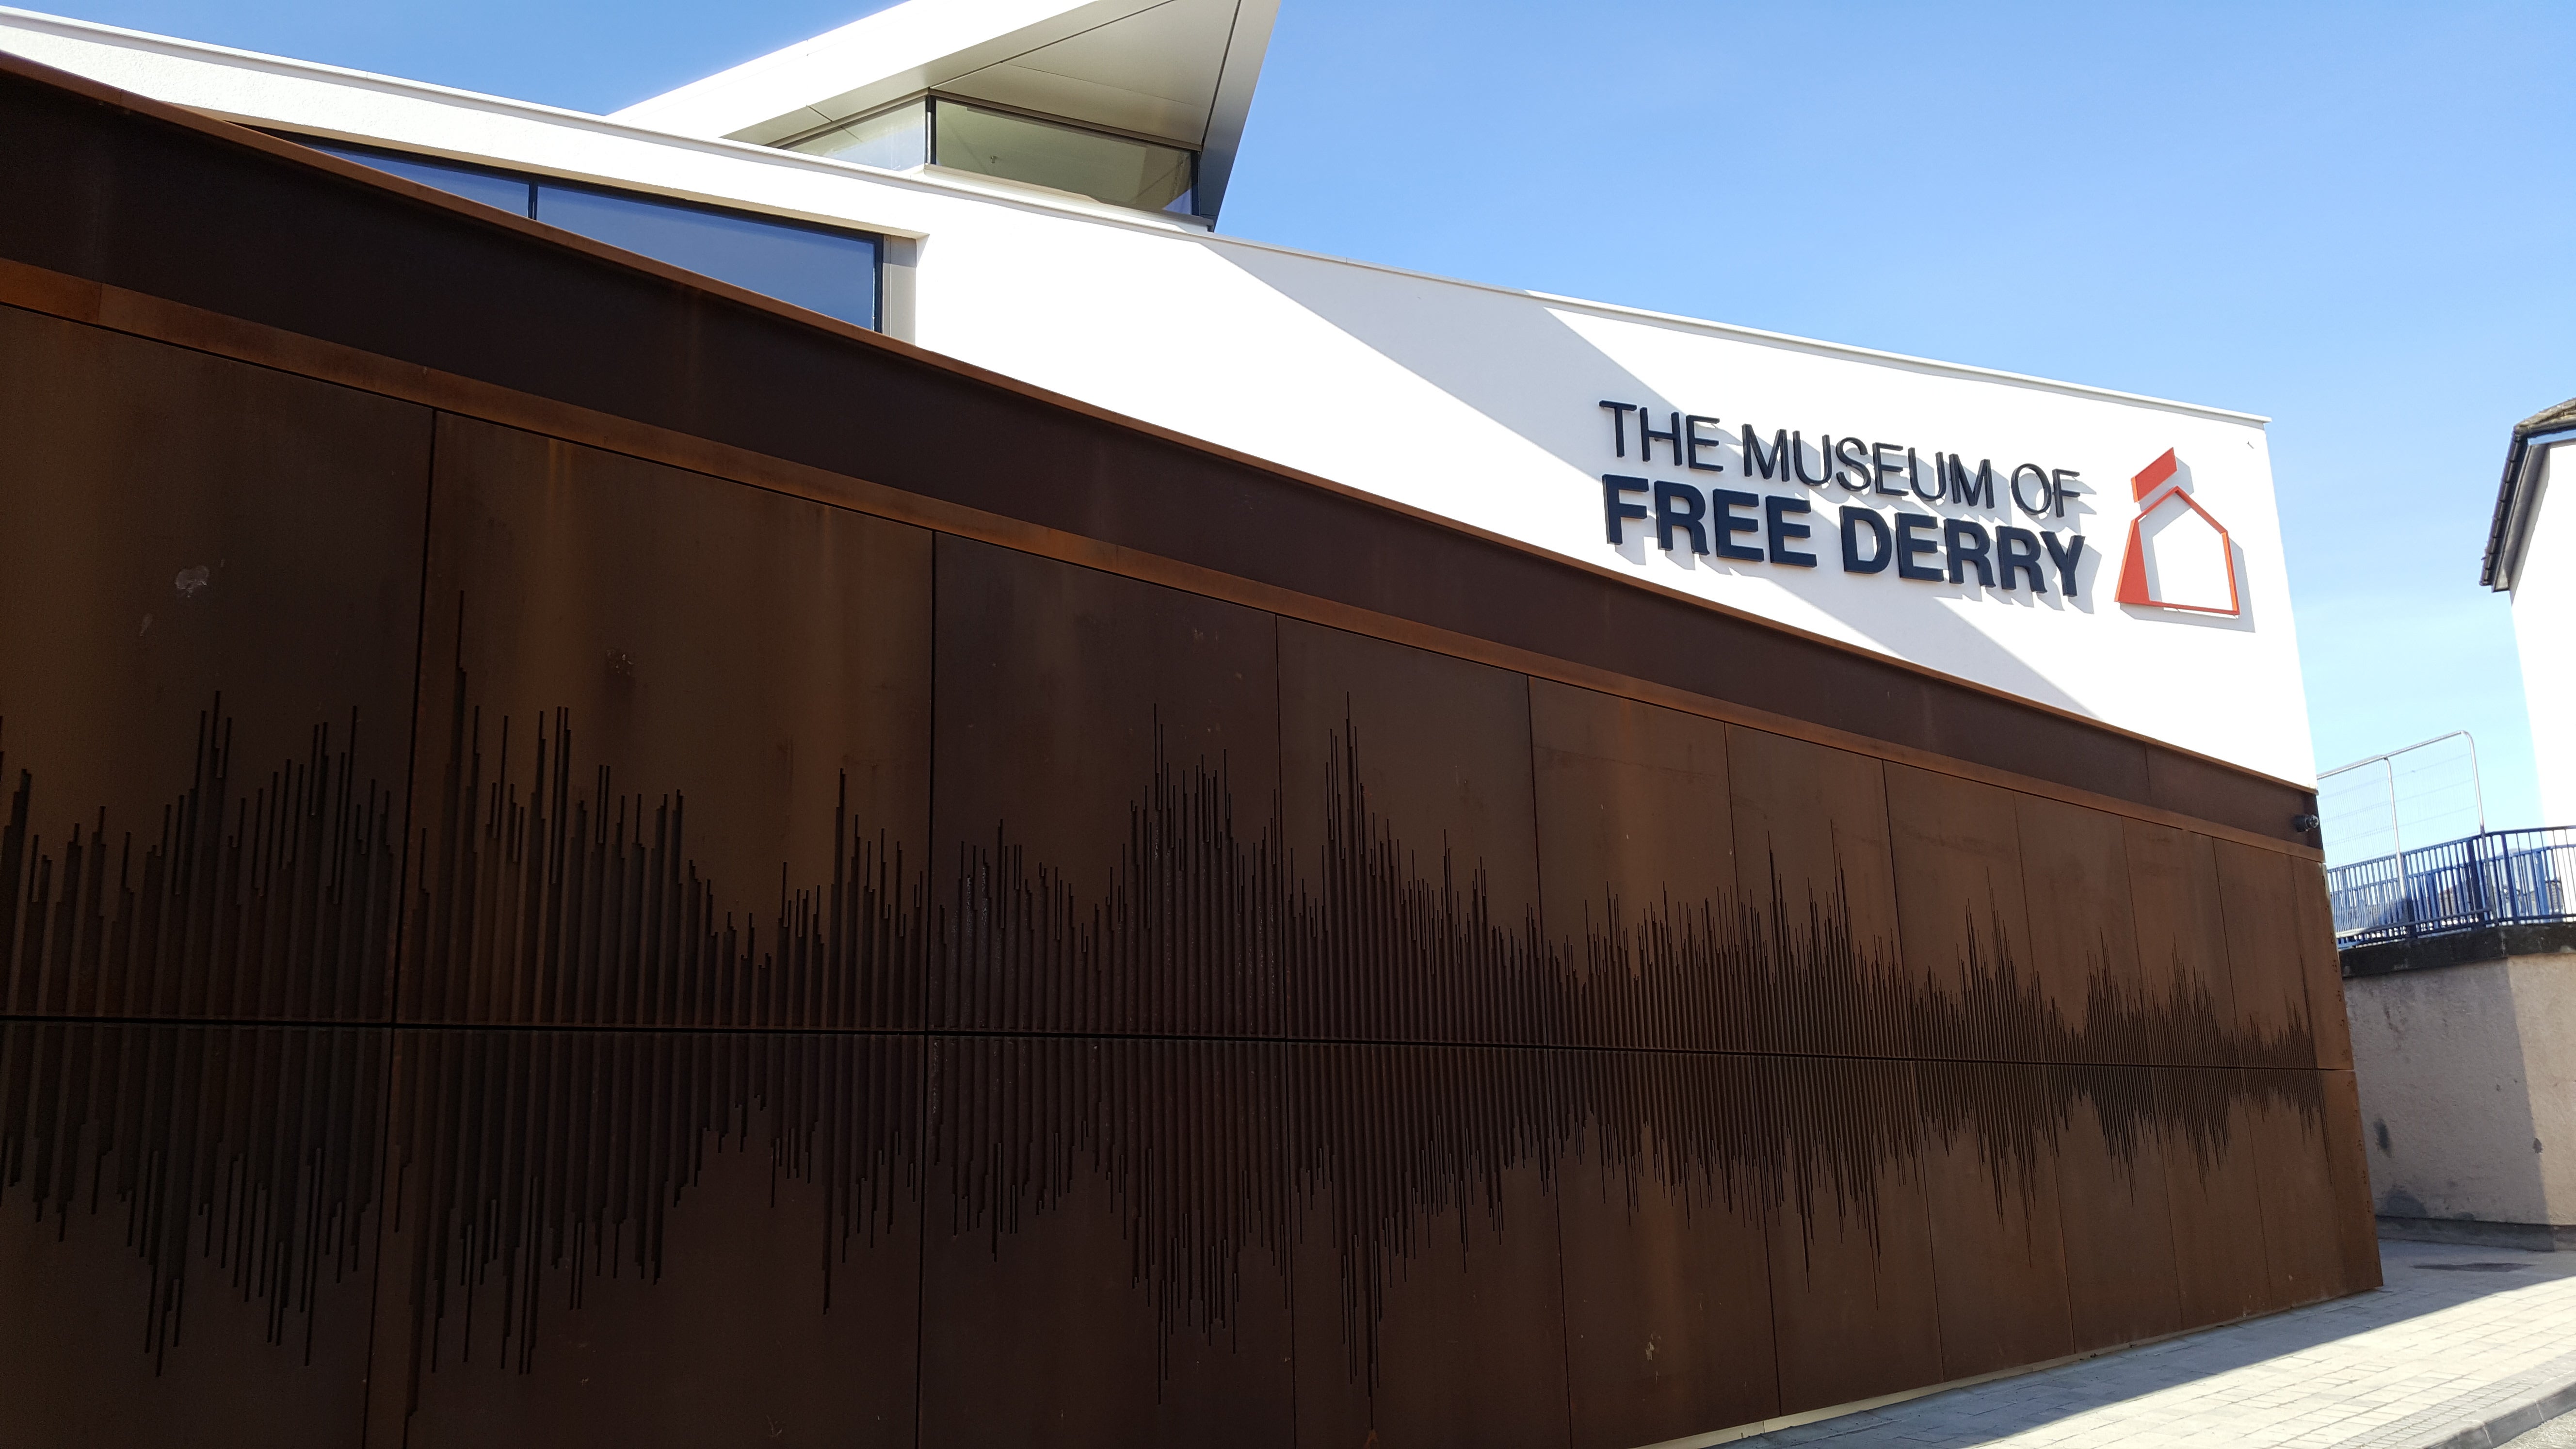 THE MUSEUM OF
FREE DERRY